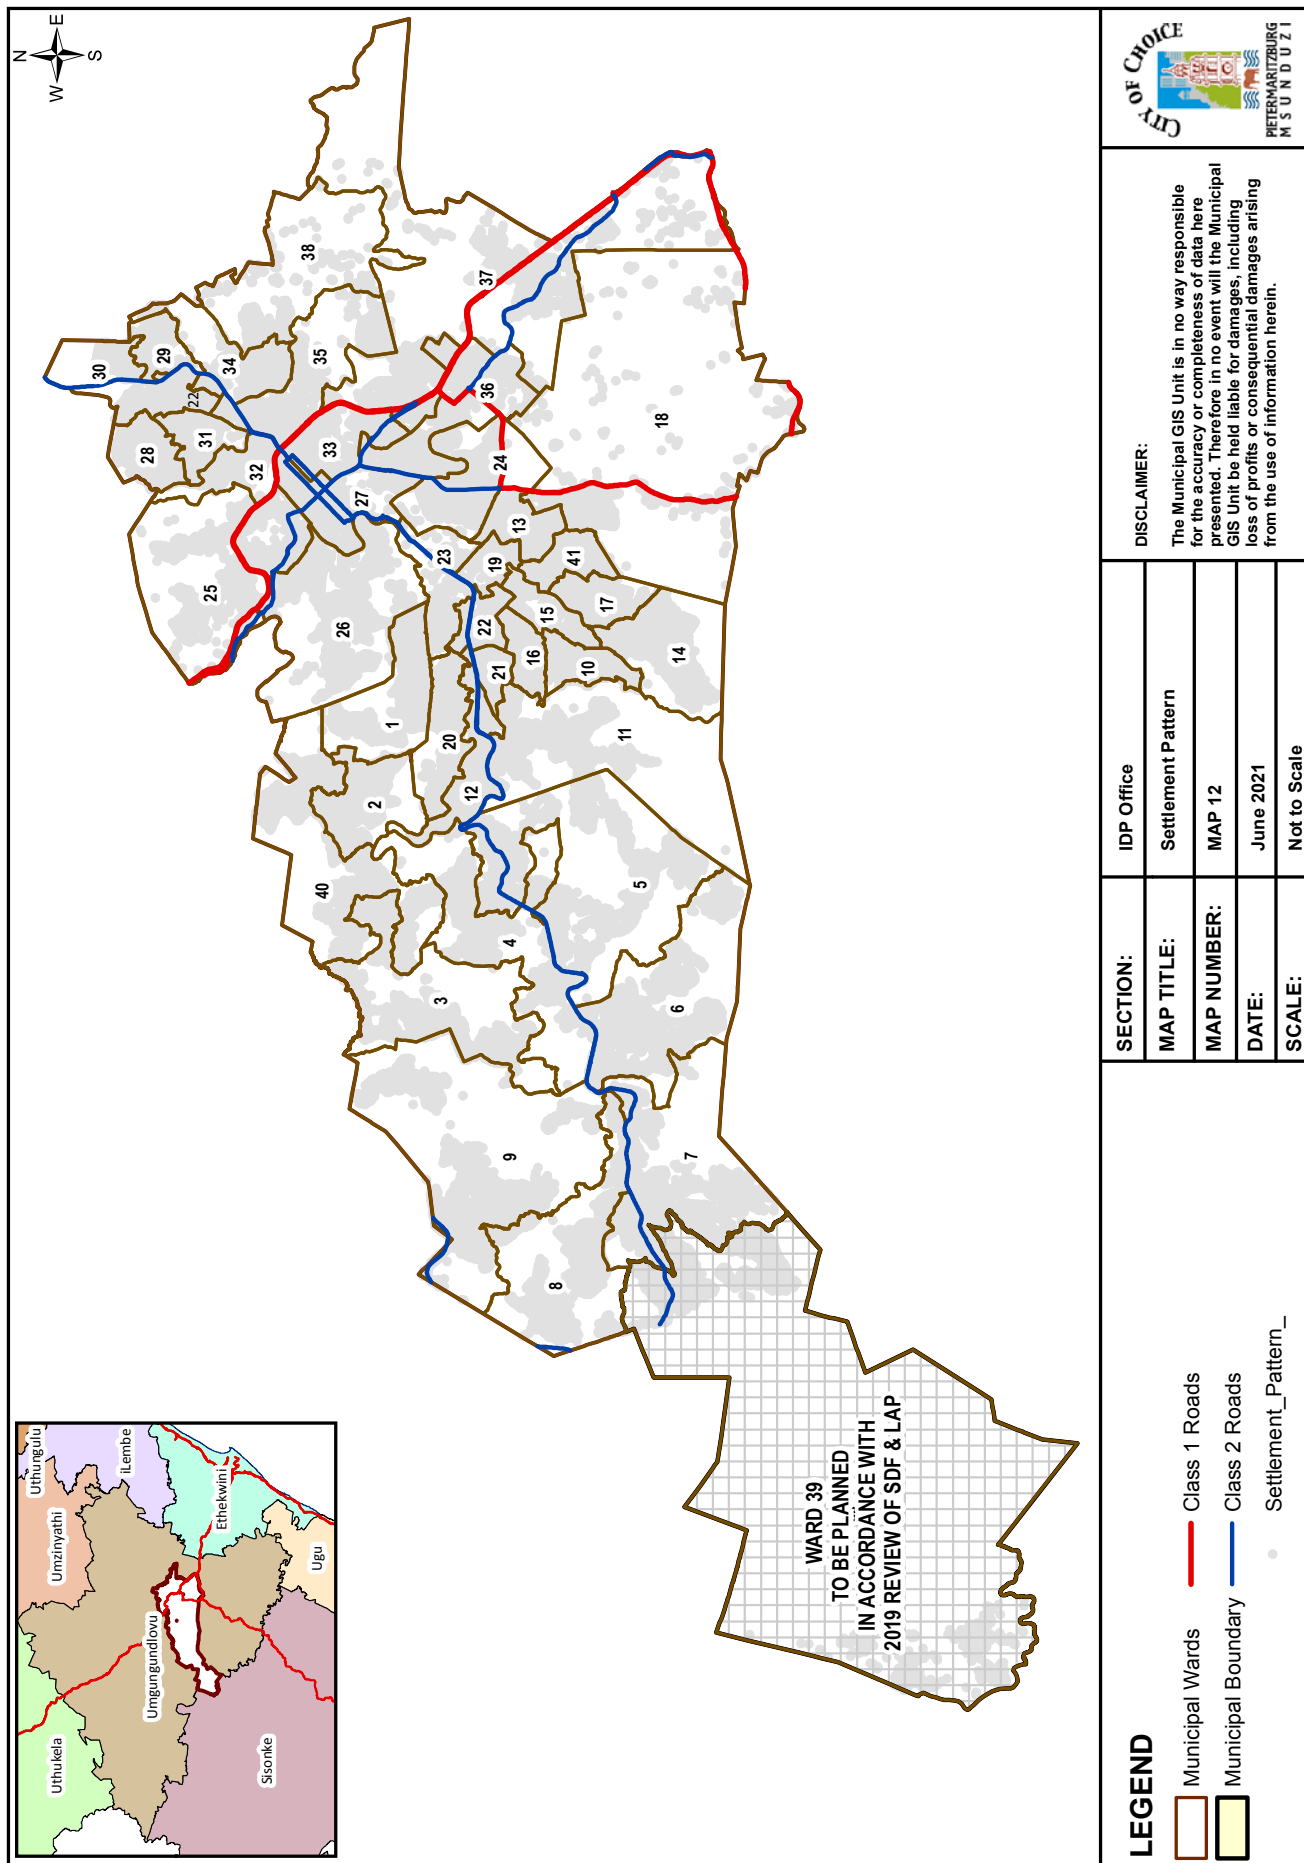 N
W
E
S
Uthukela
Umzinyathi
Uthungulu
iLembe
Umgungundlovu
Ethekwini
Sisonke
Ugu
30
29
28
22
34
31
38
32
35
33
25
37
36
27
26
24
18
23
13
19
41
1
22
15
17
20
21
16
10
14
2
12
11
40
4
5
3
6
9
7
8
WARD 39
TO BE PLANNED
IN ACCORDANCE WITH
2019 REVIEW OF SDF & LAP
LEGEND
Municipal Wards
Municipal Boundary
Class 1 Roads
Class 2 Roads
Settlement_Pattern_
SECTION:
IDP Office
MAP TITLE:
Settlement Pattern
MAP NUMBER:
MAP 12
DATE:
June 2021
SCALE:
Not to Scale
DISCLAIMER:
The Municipal GIS Unit is in no way responsible
for the accuracy or completeness of data here
presented. Therefore in no event will the Municipal
GIS Unit be held liable for damages, including
loss of profits or consequential damages arising
from the use of information herein.
CITY OF CHOICE
PIETERMARITZBURG
MSUNDUZI